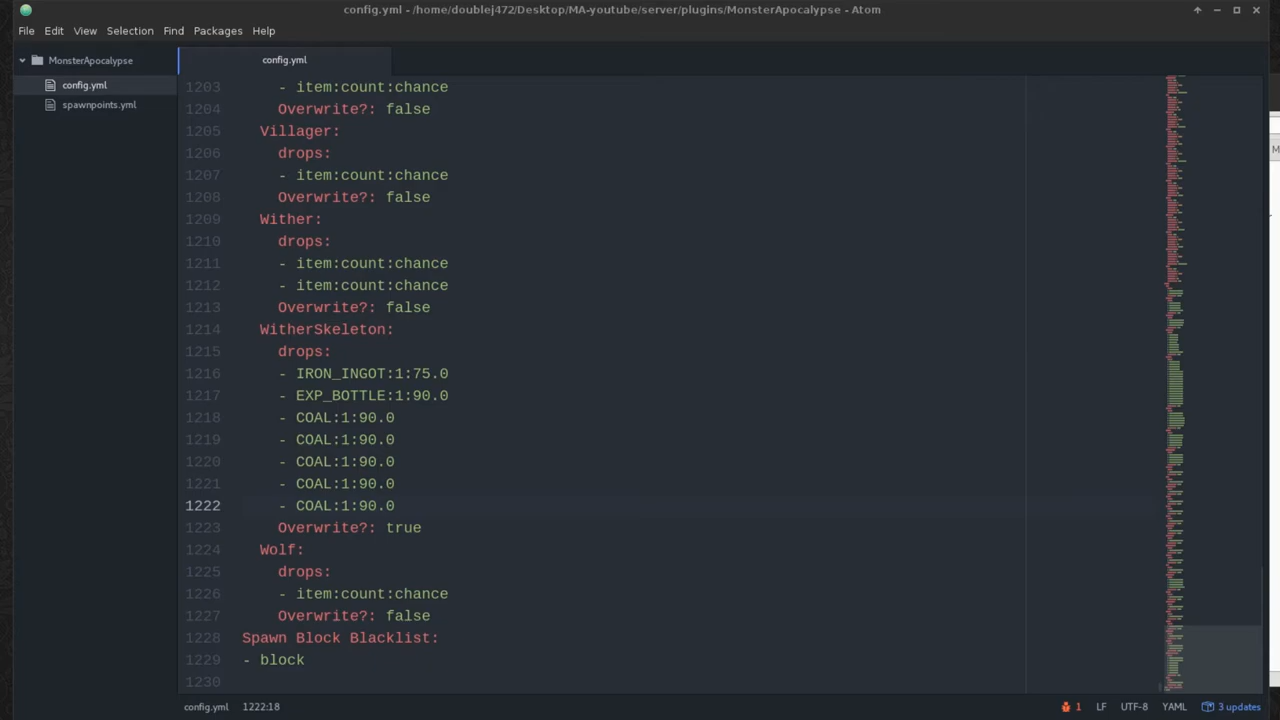 config.yml - /home/doublej472/Desktop/MA-youtube/server/plugins/MonsterApocalypse - Atom
File Edit View Selection Find Packages Help
MonsterApocalypse
config.yml
spawnpoints.yml
config.yml
1203 - item:count:chance
1204 Overwrite?: false
1205 Villager:
1206 Drops:
1207 - item:count:chance
1208 Overwrite?: false
1209 Wither:
1210 Drops:
1211 - item:count:chance
1212 - item:count:chance
1213 Overwrite?: false
1214 WitherSkeleton:
1215 Drops:
1216 - IRON_INGOT:1:75.0
1217 - EXP_BOTTLE:1:90.0
1218 - COAL:1:90.0
1219 - COAL:1:90.0
1220 - COAL:1:90.0
1221 - COAL:1:90.0
1222 - COAL:1:90.0
1223 Overwrite?: true
1224 Wolf:
1225 Drops:
1226 - item:count:chance
1227 Overwrite?: false
1228 Spawn Block Blacklist:
1229 - block
1230
config.yml 1222:18 1 LF UTF-8 YAML 3 updates